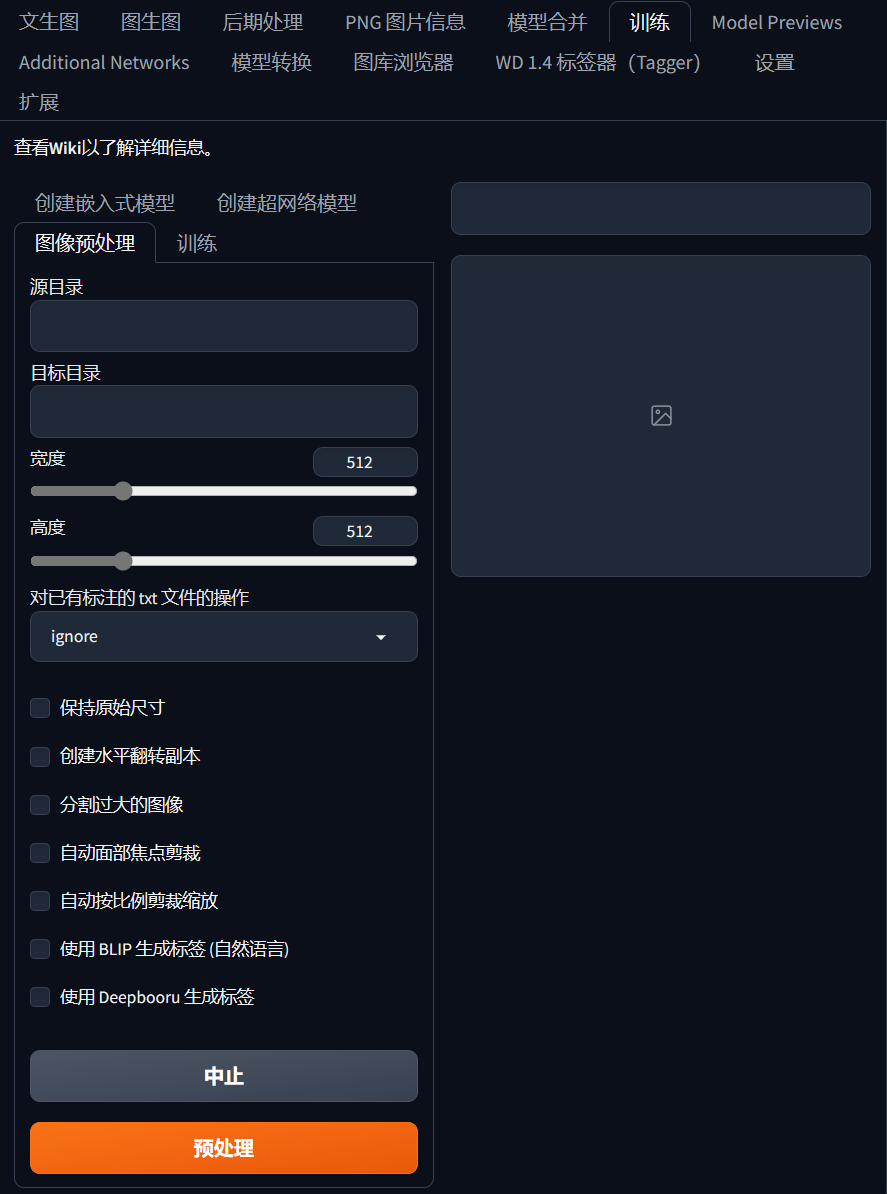 文生图 图生图 后期处理 PNG 图片信息 模型合并 训练 Model Previews
Additional Networks 模型转换 图库浏览器 WD 1.4 标签器（Tagger） 设置
扩展
查看Wiki以了解详细信息。
创建嵌入式模型 创建超网络模型
图像预处理 训练
源目录
目标目录
宽度 512
高度 512
对已有标注的 txt 文件的操作
ignore
保持原始尺寸
创建水平翻转副本
分割过大的图像
自动面部焦点剪裁
自动按比例剪裁缩放
使用 BLIP 生成标签 (自然语言)
使用 Deepbooru 生成标签
中止
预处理